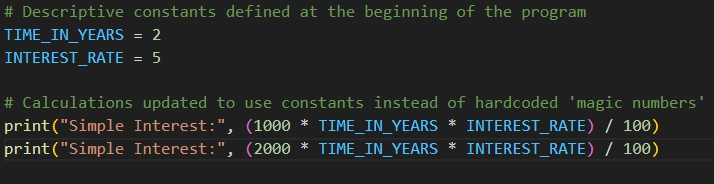 # Descriptive constants defined at the beginning of the program
TIME_IN_YEARS = 2
INTEREST_RATE = 5
# Calculations updated to use constants instead of hardcoded 'magic numbers'
print("Simple Interest:", (1000 * TIME_IN_YEARS * INTEREST_RATE) / 100)
print("Simple Interest:", (2000 * TIME_IN_YEARS * INTEREST_RATE) / 100)